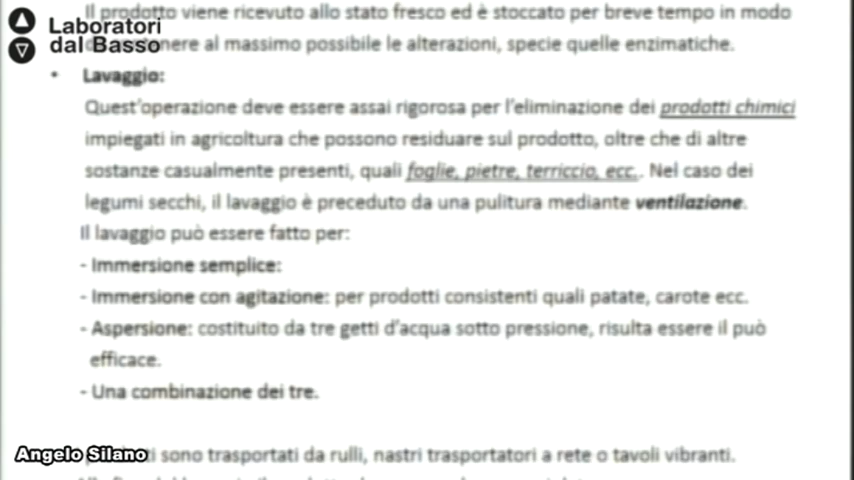 Il prodotto viene ricevuto allo stato fresco ed è stoccato per breve tempo in modo
Laboratori
dal Basso
al massimo possibile le alterazioni, specie quelle enzimatiche.
• Lavaggio:
Quest'operazione deve essere assai rigorosa per l'eliminazione dei prodotti chimici
impiegati in agricoltura che possono residuare sul prodotto, oltre che di altre
sostanze casualmente presenti, quali foglie, pietre, terriccio, ecc.. Nel caso dei
legumi secchi, il lavaggio è preceduto da una pulitura mediante ventilazione.
Il lavaggio può essere fatto per:
- Immersione semplice:
- Immersione con agitazione: per prodotti consistenti quali patate, carote ecc.
- Aspersione: costituito da tre getti d'acqua sotto pressione, risulta essere il può
efficace.
- Una combinazione dei tre.
Angelo Silano
sono trasportati da rulli, nastri trasportatori a rete o tavoli vibranti.